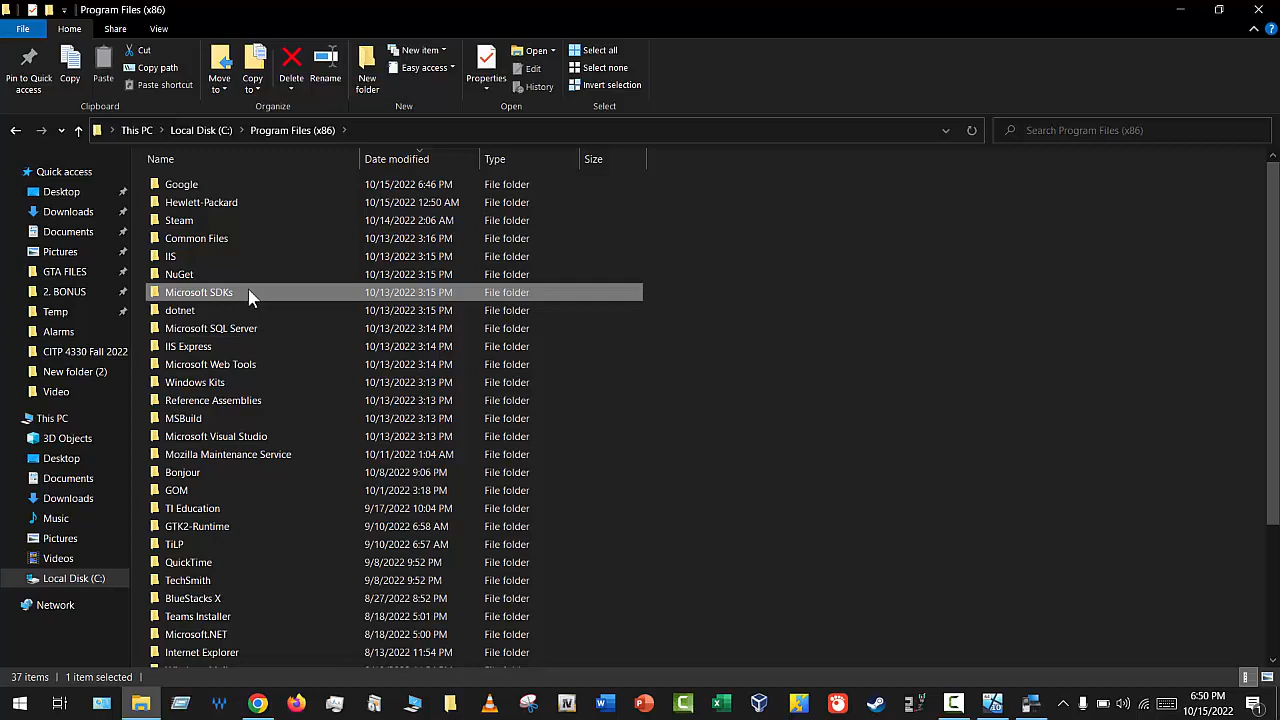 Program Files (x86)
File Home Share View
Pin to Quick access
Copy
Paste
Cut
Copy path
Paste shortcut
Clipboard
Move to
Copy to
Delete
Rename
Organize
New folder
New item
Easy access
New
Properties
Open
Edit
History
Open
Select all
Select none
Invert selection
Select
This PC Local Disk (C:) Program Files (x86)
Search Program Files (x86)
Quick access
Desktop
Downloads
Documents
Pictures
GTA FILES
2. BONUS
Temp
Alarms
CITP 4330 Fall 2022
New folder (2)
Video
This PC
3D Objects
Desktop
Documents
Downloads
Music
Pictures
Videos
Local Disk (C:)
Network
Name Date modified Type Size
Google 10/15/2022 6:46 PM File folder
Hewlett-Packard 10/15/2022 12:50 AM File folder
Steam 10/14/2022 2:06 AM File folder
Common Files 10/13/2022 3:16 PM File folder
IIS 10/13/2022 3:15 PM File folder
NuGet 10/13/2022 3:15 PM File folder
Microsoft SDKs 10/13/2022 3:15 PM File folder
dotnet 10/13/2022 3:15 PM File folder
Microsoft SQL Server 10/13/2022 3:14 PM File folder
IIS Express 10/13/2022 3:14 PM File folder
Microsoft Web Tools 10/13/2022 3:14 PM File folder
Windows Kits 10/13/2022 3:13 PM File folder
Reference Assemblies 10/13/2022 3:13 PM File folder
MSBuild 10/13/2022 3:13 PM File folder
Microsoft Visual Studio 10/13/2022 3:13 PM File folder
Mozilla Maintenance Service 10/11/2022 1:04 AM File folder
Bonjour 10/8/2022 9:06 PM File folder
GOM 10/1/2022 3:18 PM File folder
TI Education 9/17/2022 10:04 PM File folder
GTK2-Runtime 9/10/2022 6:58 AM File folder
TiLP 9/10/2022 6:57 AM File folder
QuickTime 9/8/2022 9:52 PM File folder
TechSmith 9/8/2022 9:52 PM File folder
BlueStacks X 8/27/2022 8:52 PM File folder
Teams Installer 8/18/2022 5:01 PM File folder
Microsoft.NET 8/18/2022 5:00 PM File folder
Internet Explorer 8/13/2022 11:54 PM File folder
37 items 1 item selected
6:50 PM
10/15/2022